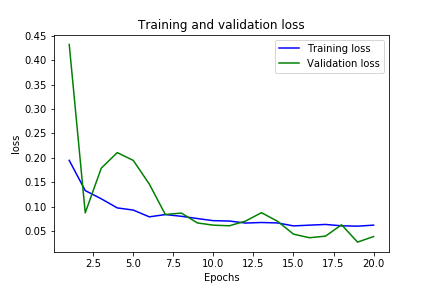 Training and validation loss
Training loss
Validation loss
0.45
0.40
0.35
0.30
0.25
0.20
0.15
0.10
0.05
loss
2.5 5.0 7.5 10.0 12.5 15.0 17.5 20.0
Epochs